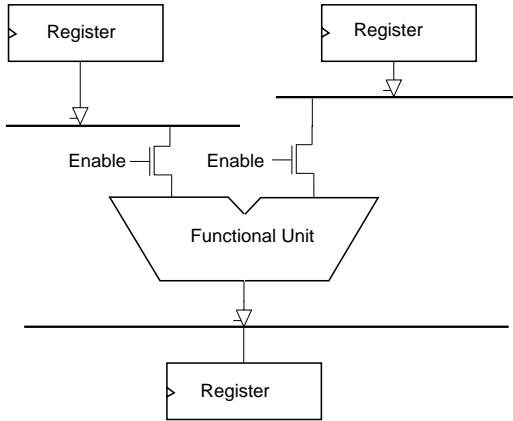 Register
Register
Enable
Enable
Functional Unit
Register